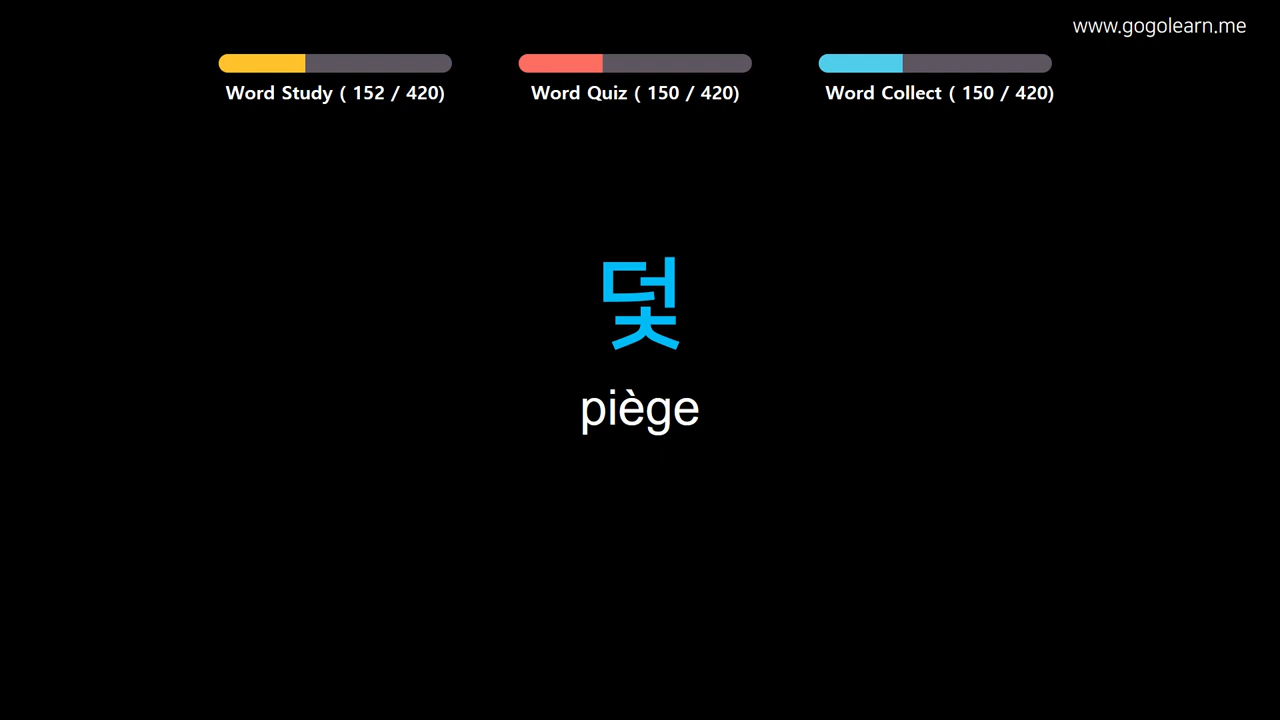 www.gogolearn.me
Word Study ( 152 / 420)
Word Quiz ( 150 / 420)
Word Collect ( 150 / 420)
덫
piège